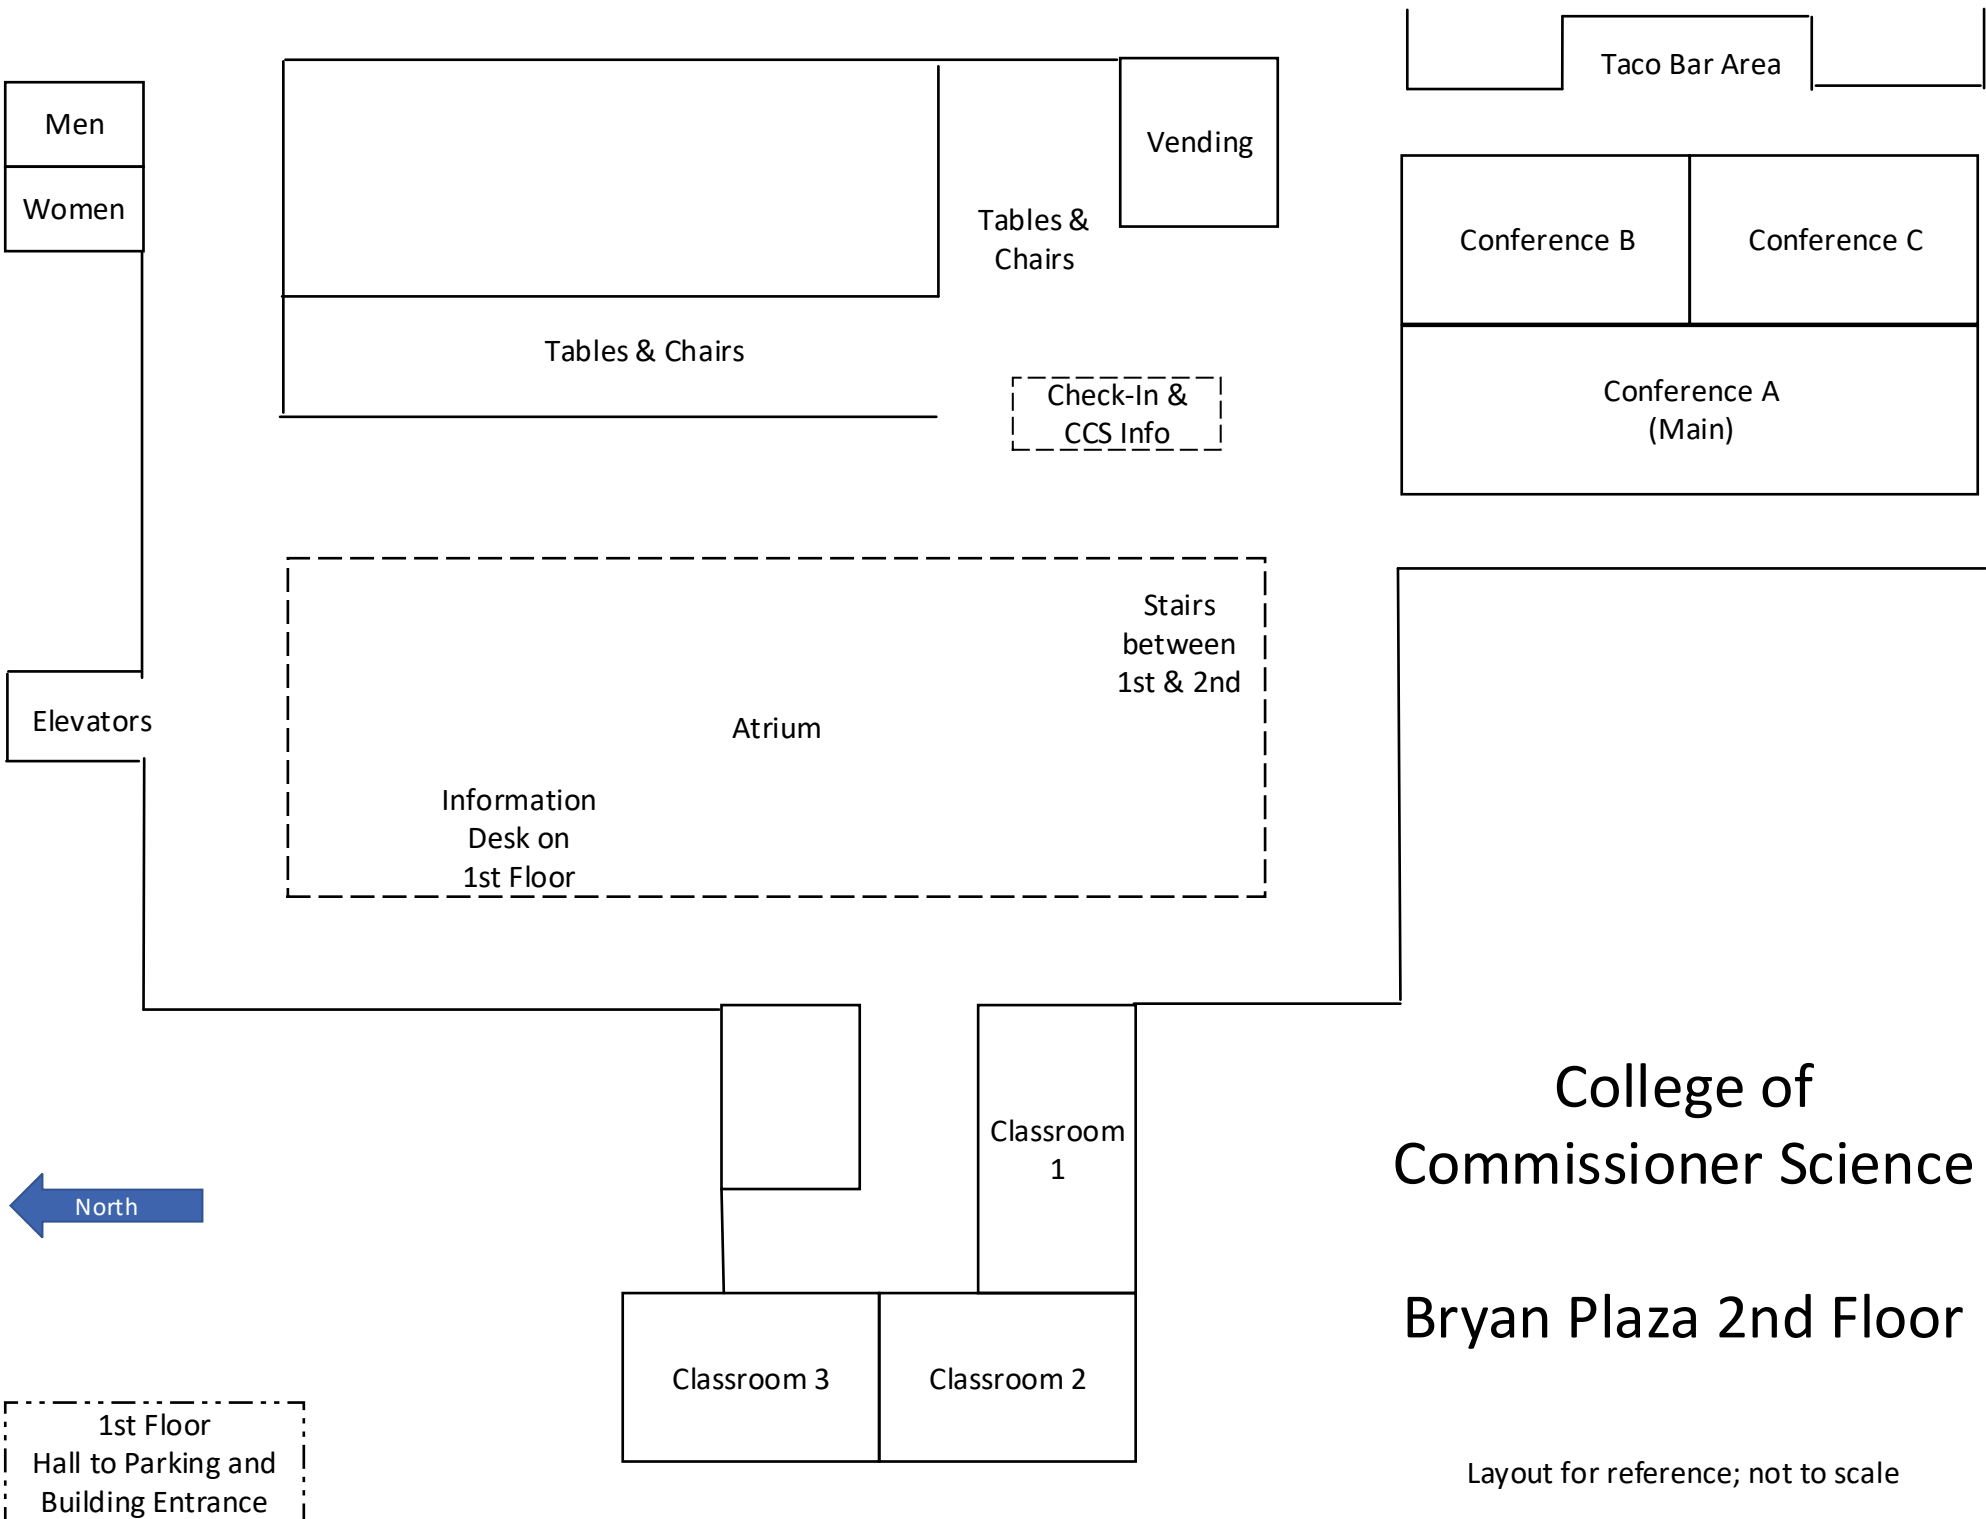 Taco Bar Area
Men
Women
Vending
Tables &
Chairs
Conference B
Conference C
Tables & Chairs
Check-In &
CCS Info
Conference A
(Main)
Stairs
between
1st & 2nd
Elevators
Atrium
Information
Desk on
1st Floor
Classroom
1
College of
Commissioner Science
North
Bryan Plaza 2nd Floor
Classroom 3
Classroom 2
1st Floor
Hall to Parking and
Building Entrance
Layout for reference; not to scale